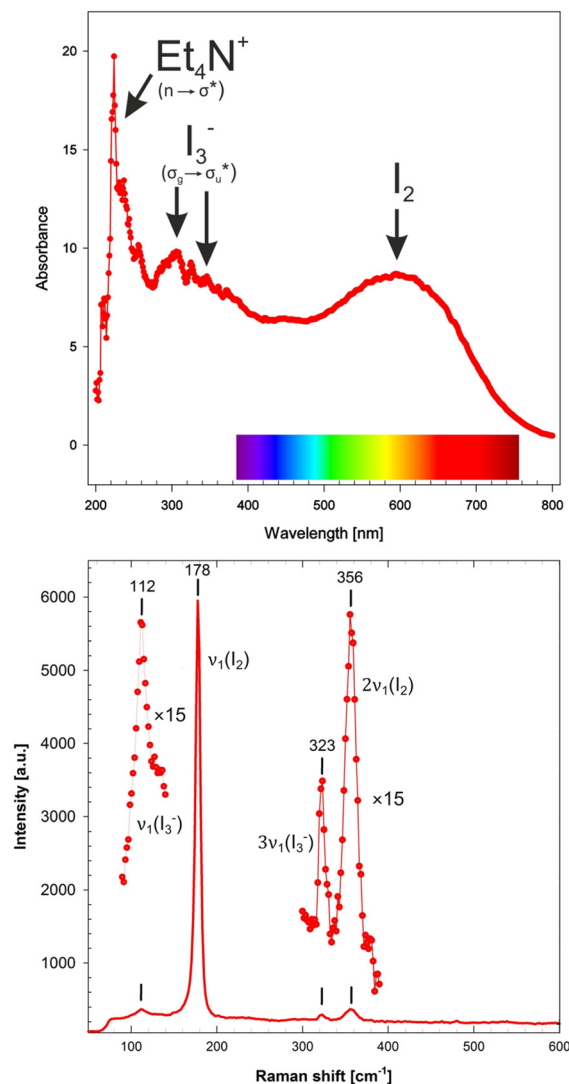 Et₄N⁺
(n → σ*)
I₃⁻
(σg→σu*)
I₂
Absorbance
20
15
10
5
0
200 300 400 500 600 700 800
Wavelength [nm]
112
178
356
323
ν₁(I₂)
2ν₁(I₂)
×15
×15
ν₁(I₃⁻)
3ν₁(I₃⁻)
Intensity [a.u.]
6000
5000
4000
3000
2000
1000
100 200 300 400 500 600
Raman shift [cm⁻¹]